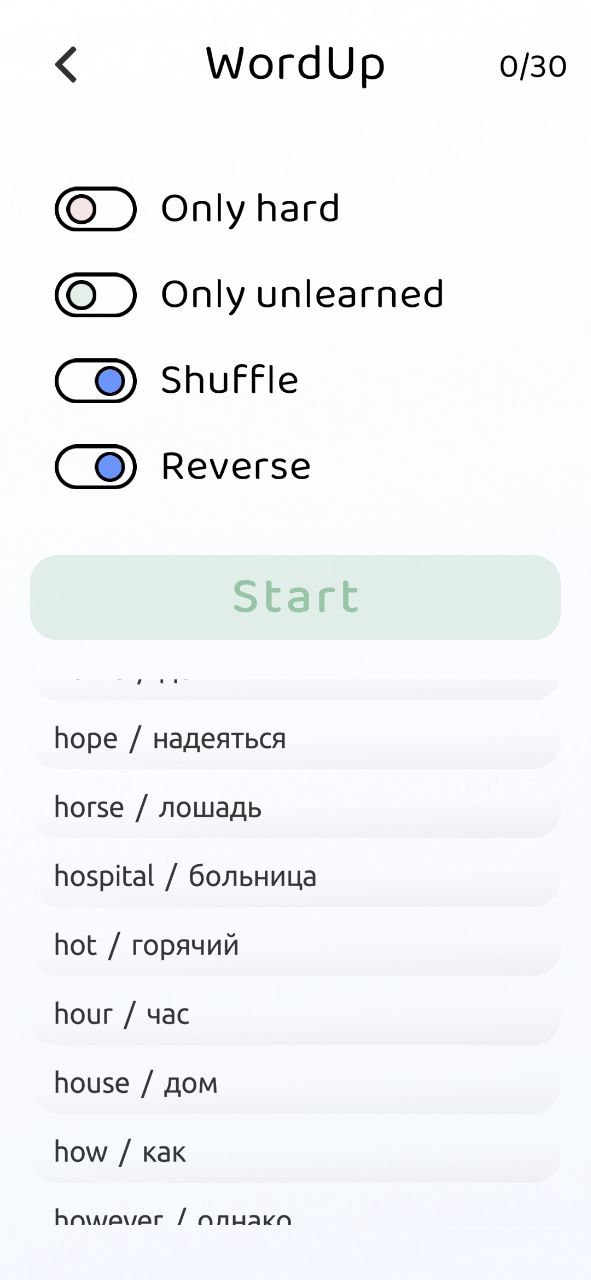 WordUp
0/30
Only hard
Only unlearned
Shuffle
Reverse
Start
hope / надеяться
horse / лошадь
hospital / больница
hot / горячий
hour / час
house / дом
how / как
however / однако